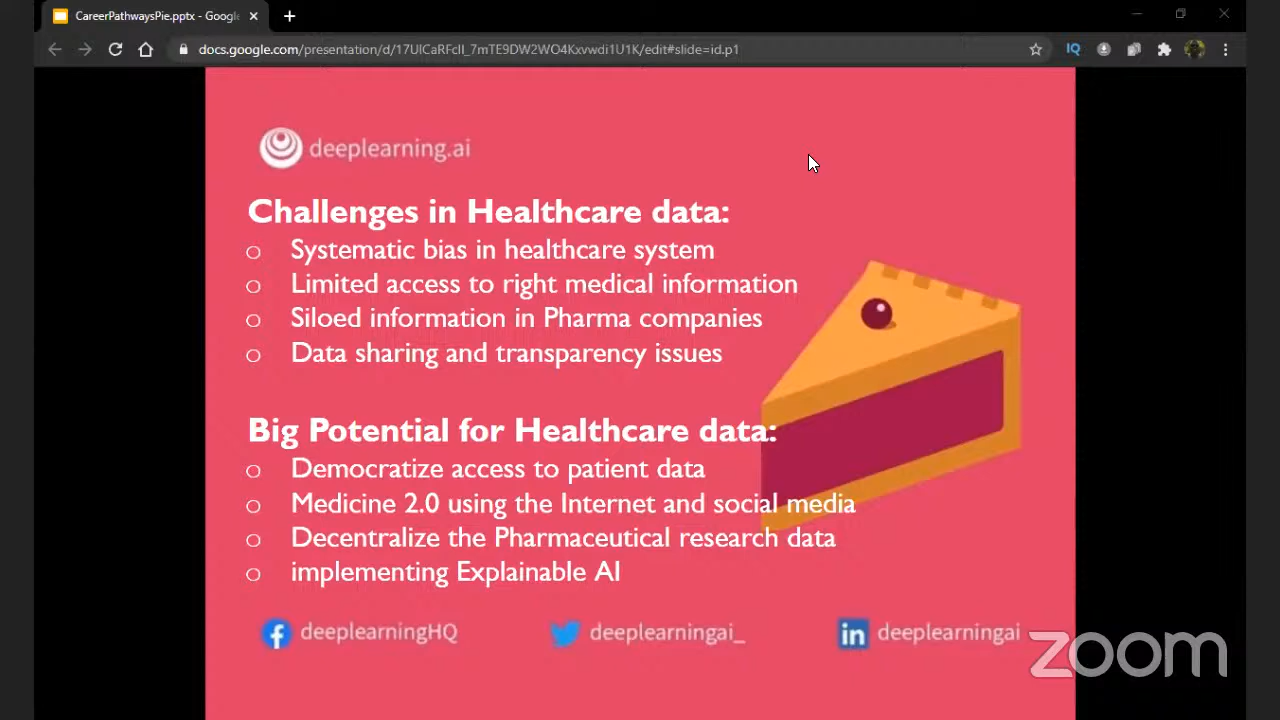 CareerPathwaysPie.pptx - Google
docs.google.com/presentation/d/17UlCaRFcII_7mTE9DW2WO4Kxvwdi1U1K/edit#slide=id.p1
IQ
deeplearning.ai
Challenges in Healthcare data:
Systematic bias in healthcare system
Limited access to right medical information
Siloed information in Pharma companies
Data sharing and transparency issues
Big Potential for Healthcare data:
Democratize access to patient data
Medicine 2.0 using the Internet and social media
Decentralize the Pharmaceutical research data
implementing Explainable AI
deeplearningHQ
deeplearningai_
deeplearningai
zoom